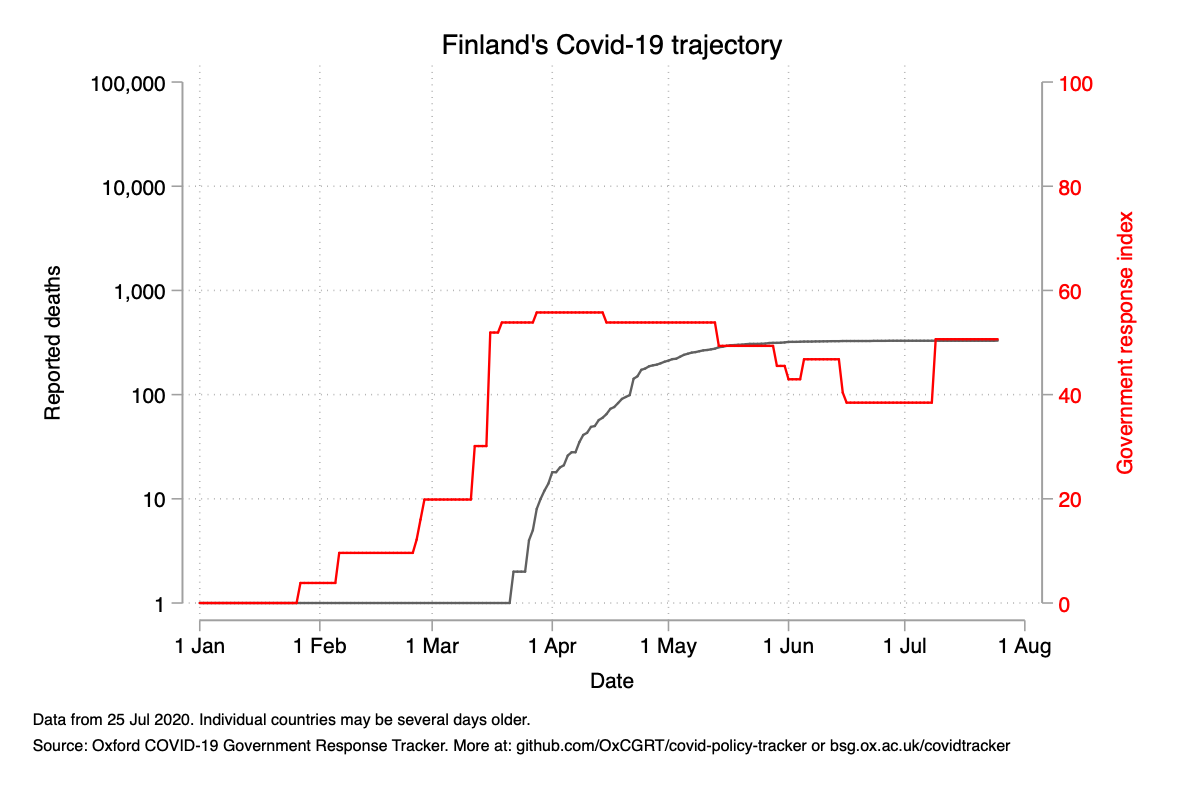 Finland's Covid-19 trajectory
100,000
10,000
1,000
100
10
1
Reported deaths
100
80
60
40
20
0
Government response index
1 Jan 1 Feb 1 Mar 1 Apr 1 May 1 Jun 1 Jul 1 Aug
Date
Data from 25 Jul 2020. Individual countries may be several days older.
Source: Oxford COVID-19 Government Response Tracker. More at: github.com/OxCGRT/covid-policy-tracker or bsg.ox.ac.uk/covidtracker